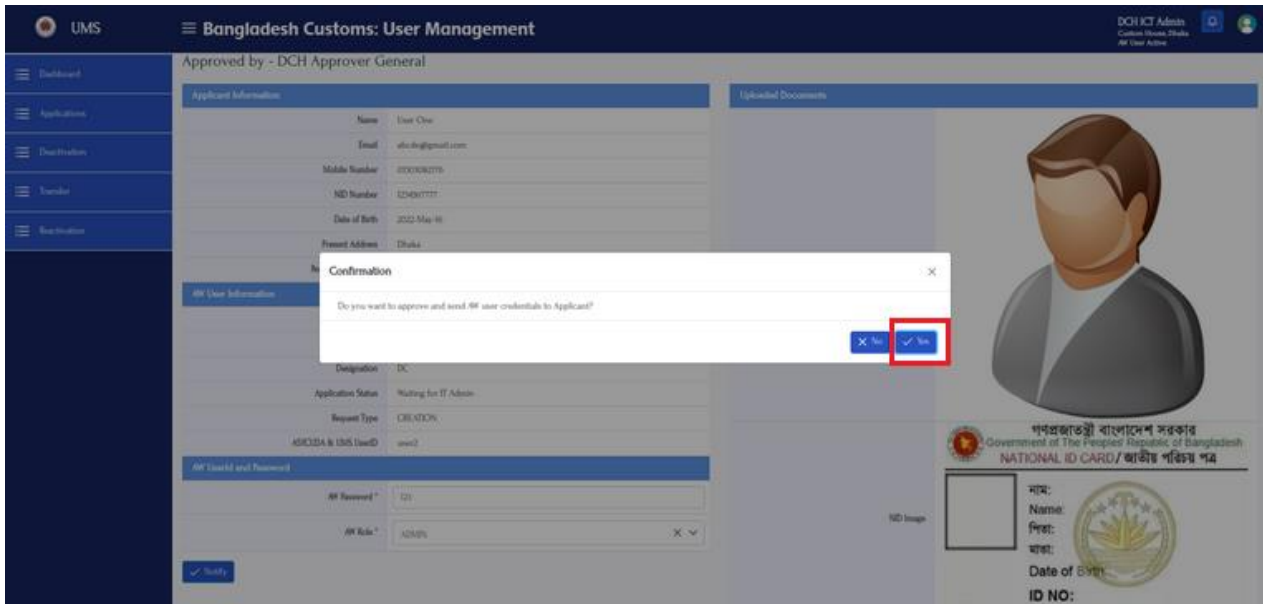 UMS
Bangladesh Customs: User Management
DCH ICT Admin
Custom House, Dhaka
AW User Active
Dashboard
Applications
Deactivation
Transfer
Reactivation
Approved by - DCH Approver General
Applicant Information
Name User One
Email
Mobile Number
NID Number
Date of Birth 2022-May-16
Present Address Dhaka
Confirmation
Do you want to approve and send AW user credentials to Applicant?
No Yes
AW User Information
Designation DC
Application Status Waiting for IT Admin
Request Type CREATION
ASYCUDA & UMS UserID user2
AW UserId and Password
AW Password * 123
AW Role * ADMIN
Notify
Uploaded Documents
NID Image
গণপ্রজাতন্ত্রী বাংলাদেশ সরকার
Government of The Peoples' Republic of Bangladesh
NATIONAL ID CARD / জাতীয় পরিচয় পত্র
নাম:
Name:
পিতা:
মাতা:
Date of Birth
ID NO: